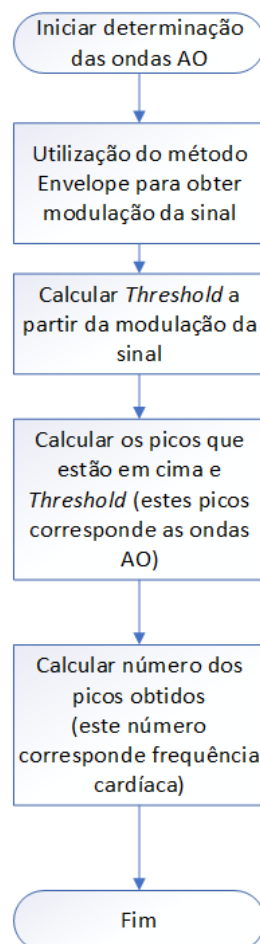 Iniciar determinação
das ondas AO
Utilização do método
Envelope para obter
modulação da sinal
Calcular Threshold a
partir da modulação da
sinal
Calcular os picos que
estão em cima e
Threshold (estes picos
corresponde as ondas
AO)
Calcular número dos
picos obtidos
(este número
corresponde frequência
cardíaca)
Fim